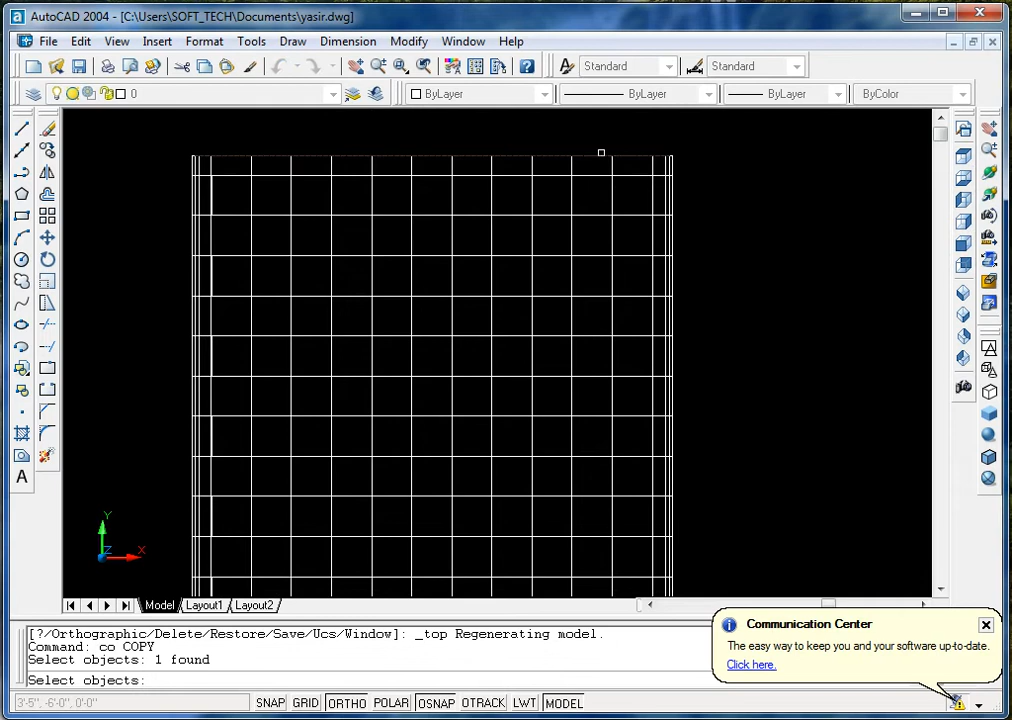 AutoCAD 2004 - [C:\Users\SOFT_TECH\Documents\yasir.dwg]
File Edit View Insert Format Tools Draw Dimension Modify Window Help
Standard Standard
0 ByLayer ByLayer ByLayer ByColor
A
Y
Z X
Model Layout1 Layout2
[?/Orthographic/Delete/Restore/Save/Ucs/Window]: _top Regenerating model.
Command: co COPY
Select objects: 1 found
Select objects:
Communication Center
The easy way to keep you and your software up-to-date.
Click here.
3'-5", -6'-0", 0'-0" SNAP GRID ORTHO POLAR OSNAP OTRACK LWT MODEL